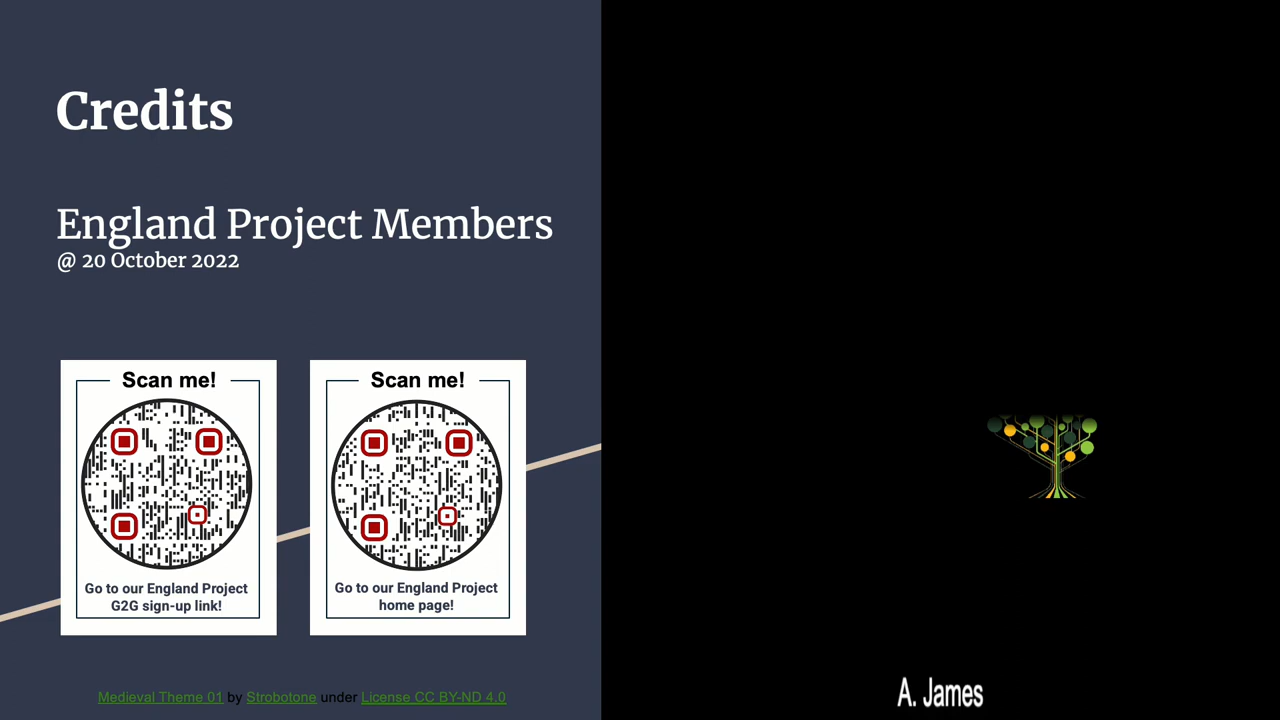 Credits
England Project Members
@ 20 October 2022
Scan me!
Go to our England Project
G2G sign-up link!
Scan me!
Go to our England Project
home page!
Medieval Theme 01 by Strobotone under License CC BY-ND 4.0
A. James